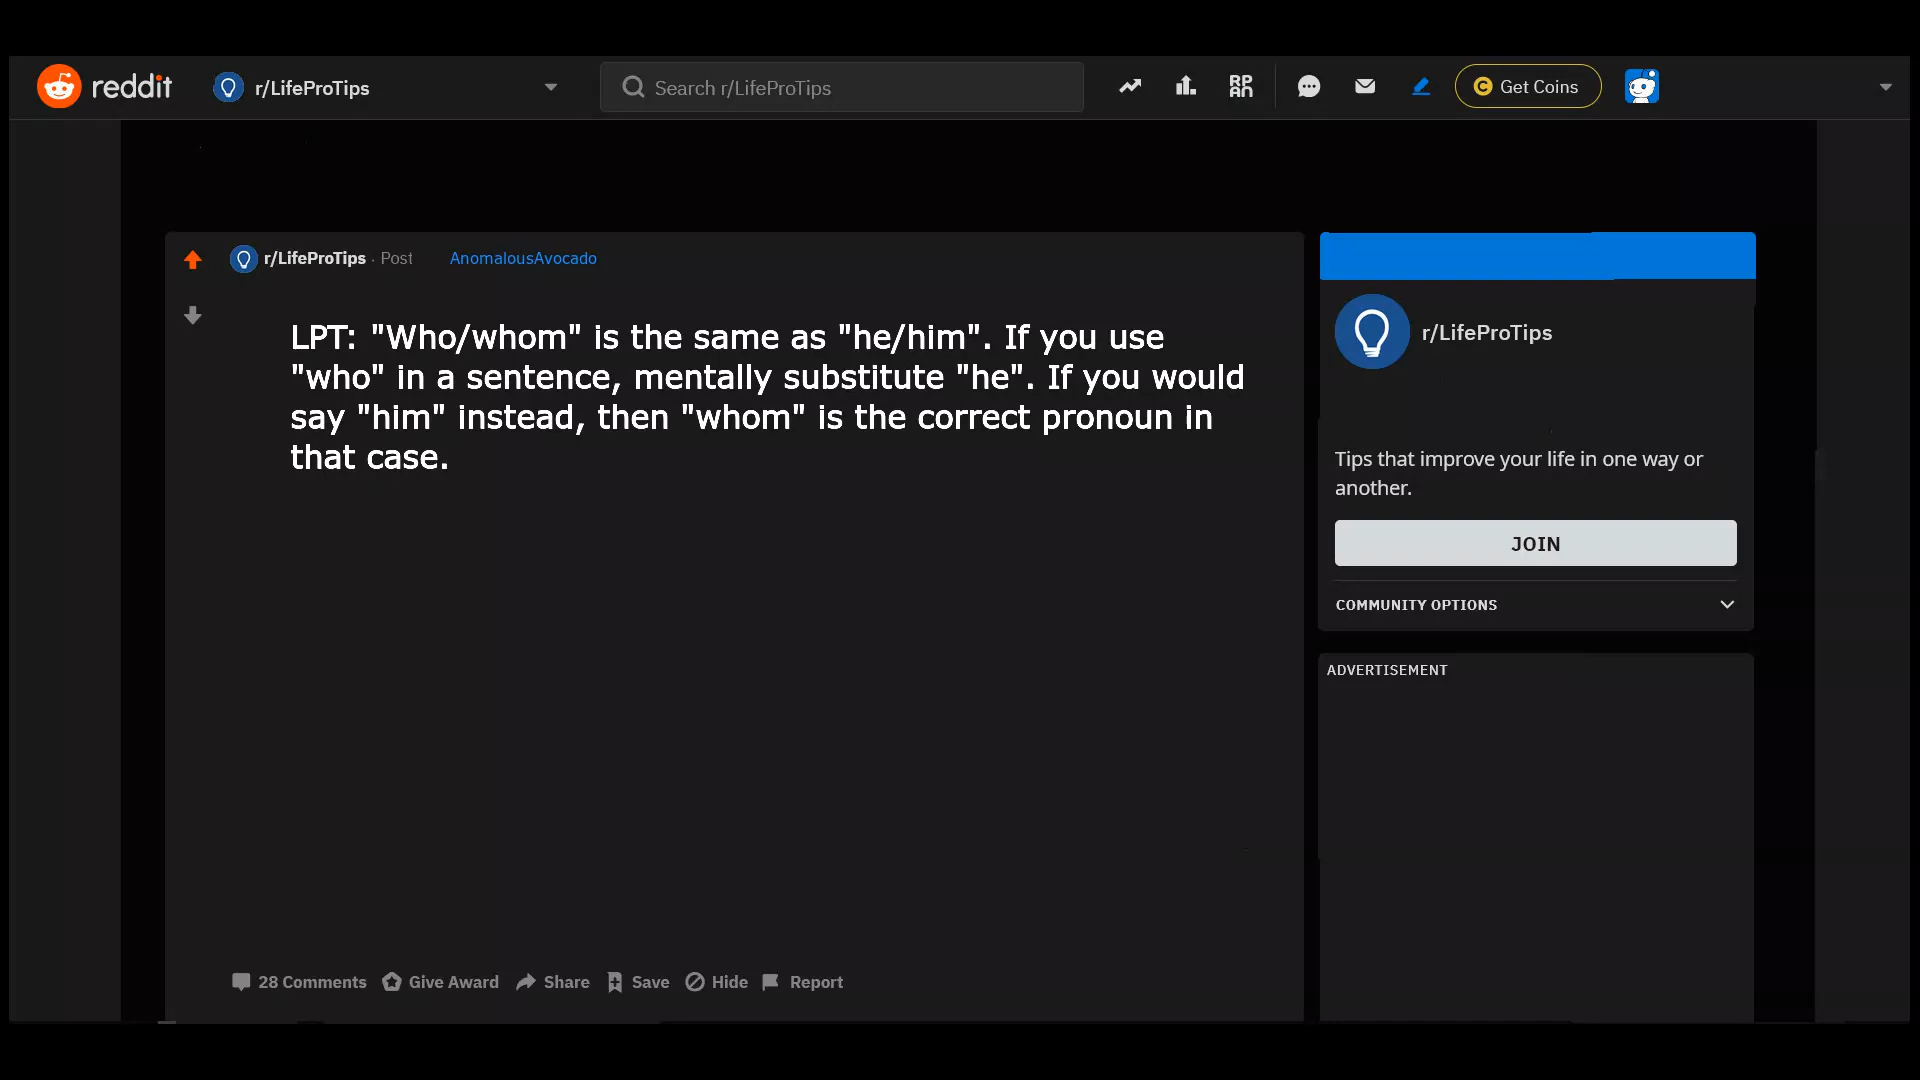 reddit r/LifeProTips Search r/LifeProTips RPAN Get Coins
r/LifeProTips · Post AnomalousAvocado
LPT: "Who/whom" is the same as "he/him". If you use
"who" in a sentence, mentally substitute "he". If you would
say "him" instead, then "whom" is the correct pronoun in
that case.
28 Comments Give Award Share Save Hide Report
r/LifeProTips
Tips that improve your life in one way or
another.
JOIN
COMMUNITY OPTIONS
ADVERTISEMENT